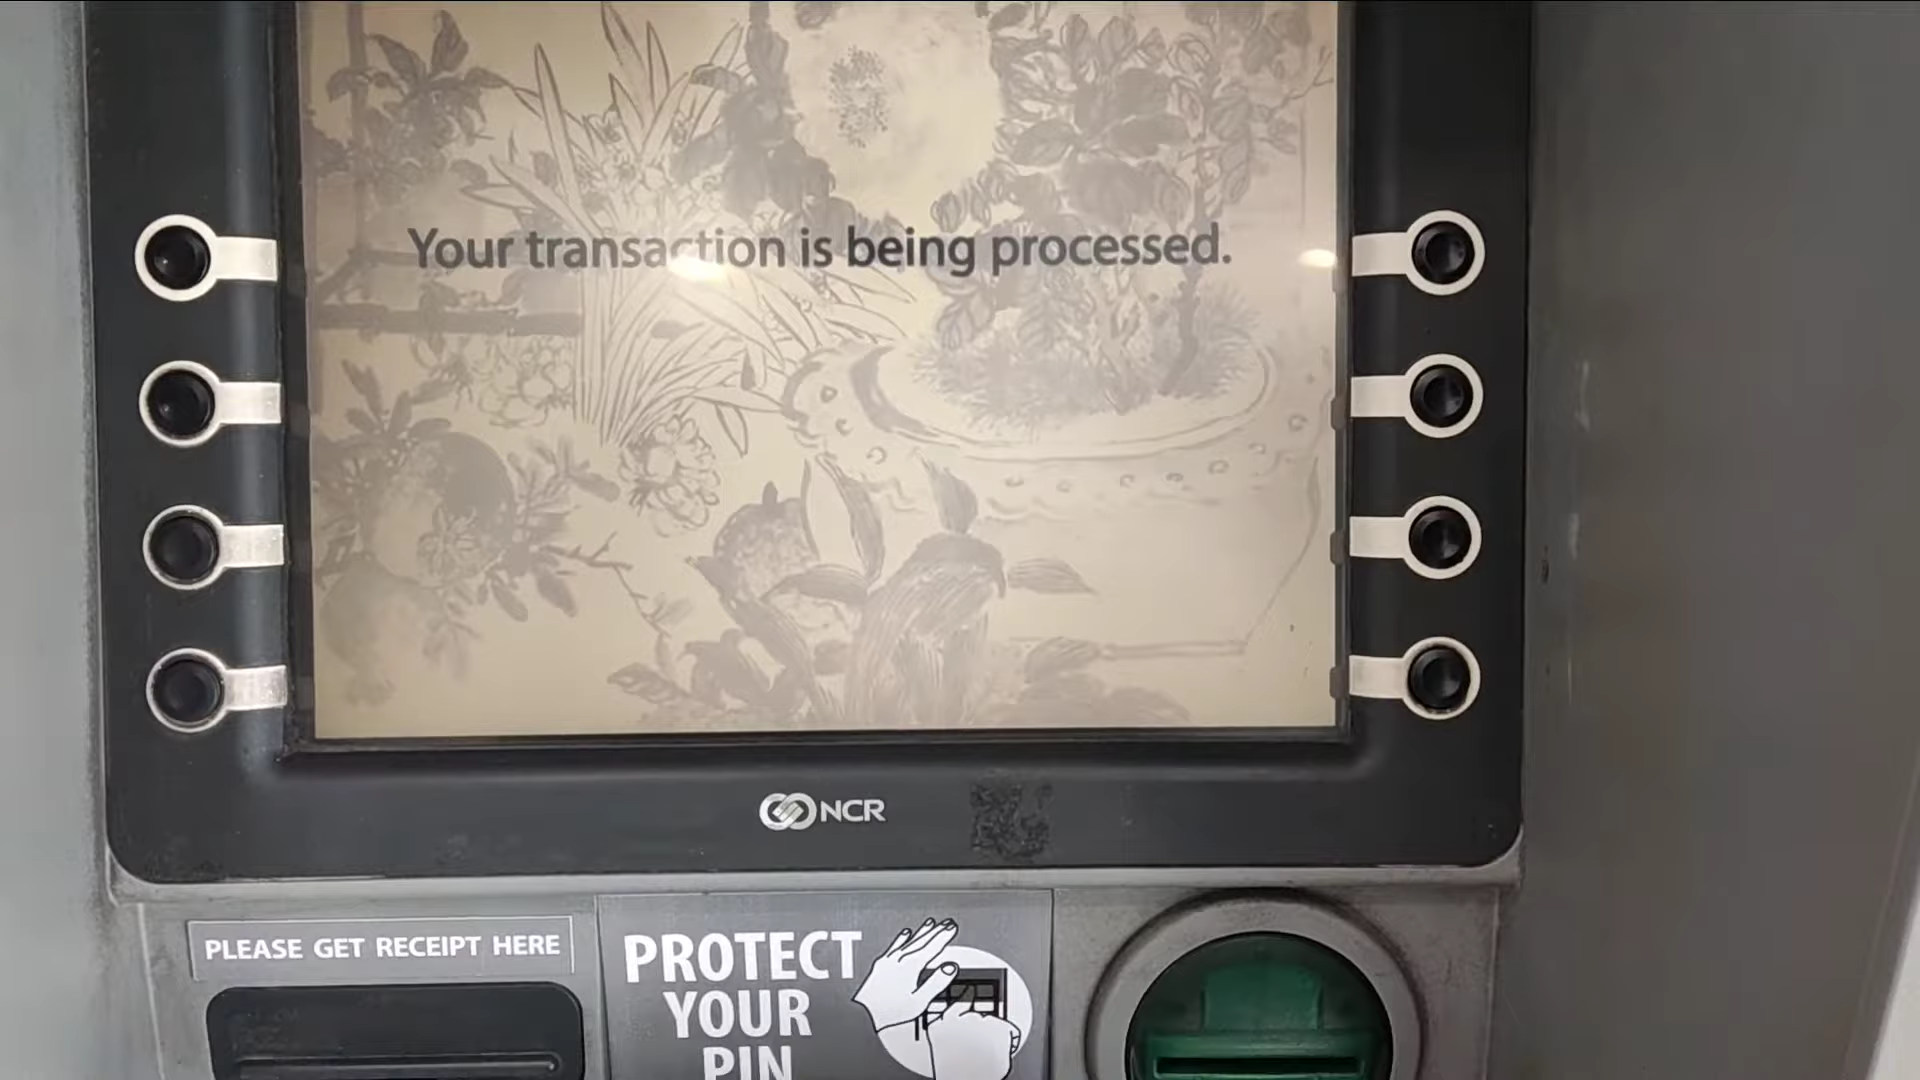 Your transaction is being processed.
NCR
PLEASE GET RECEIPT HERE
PROTECT
YOUR
PIN